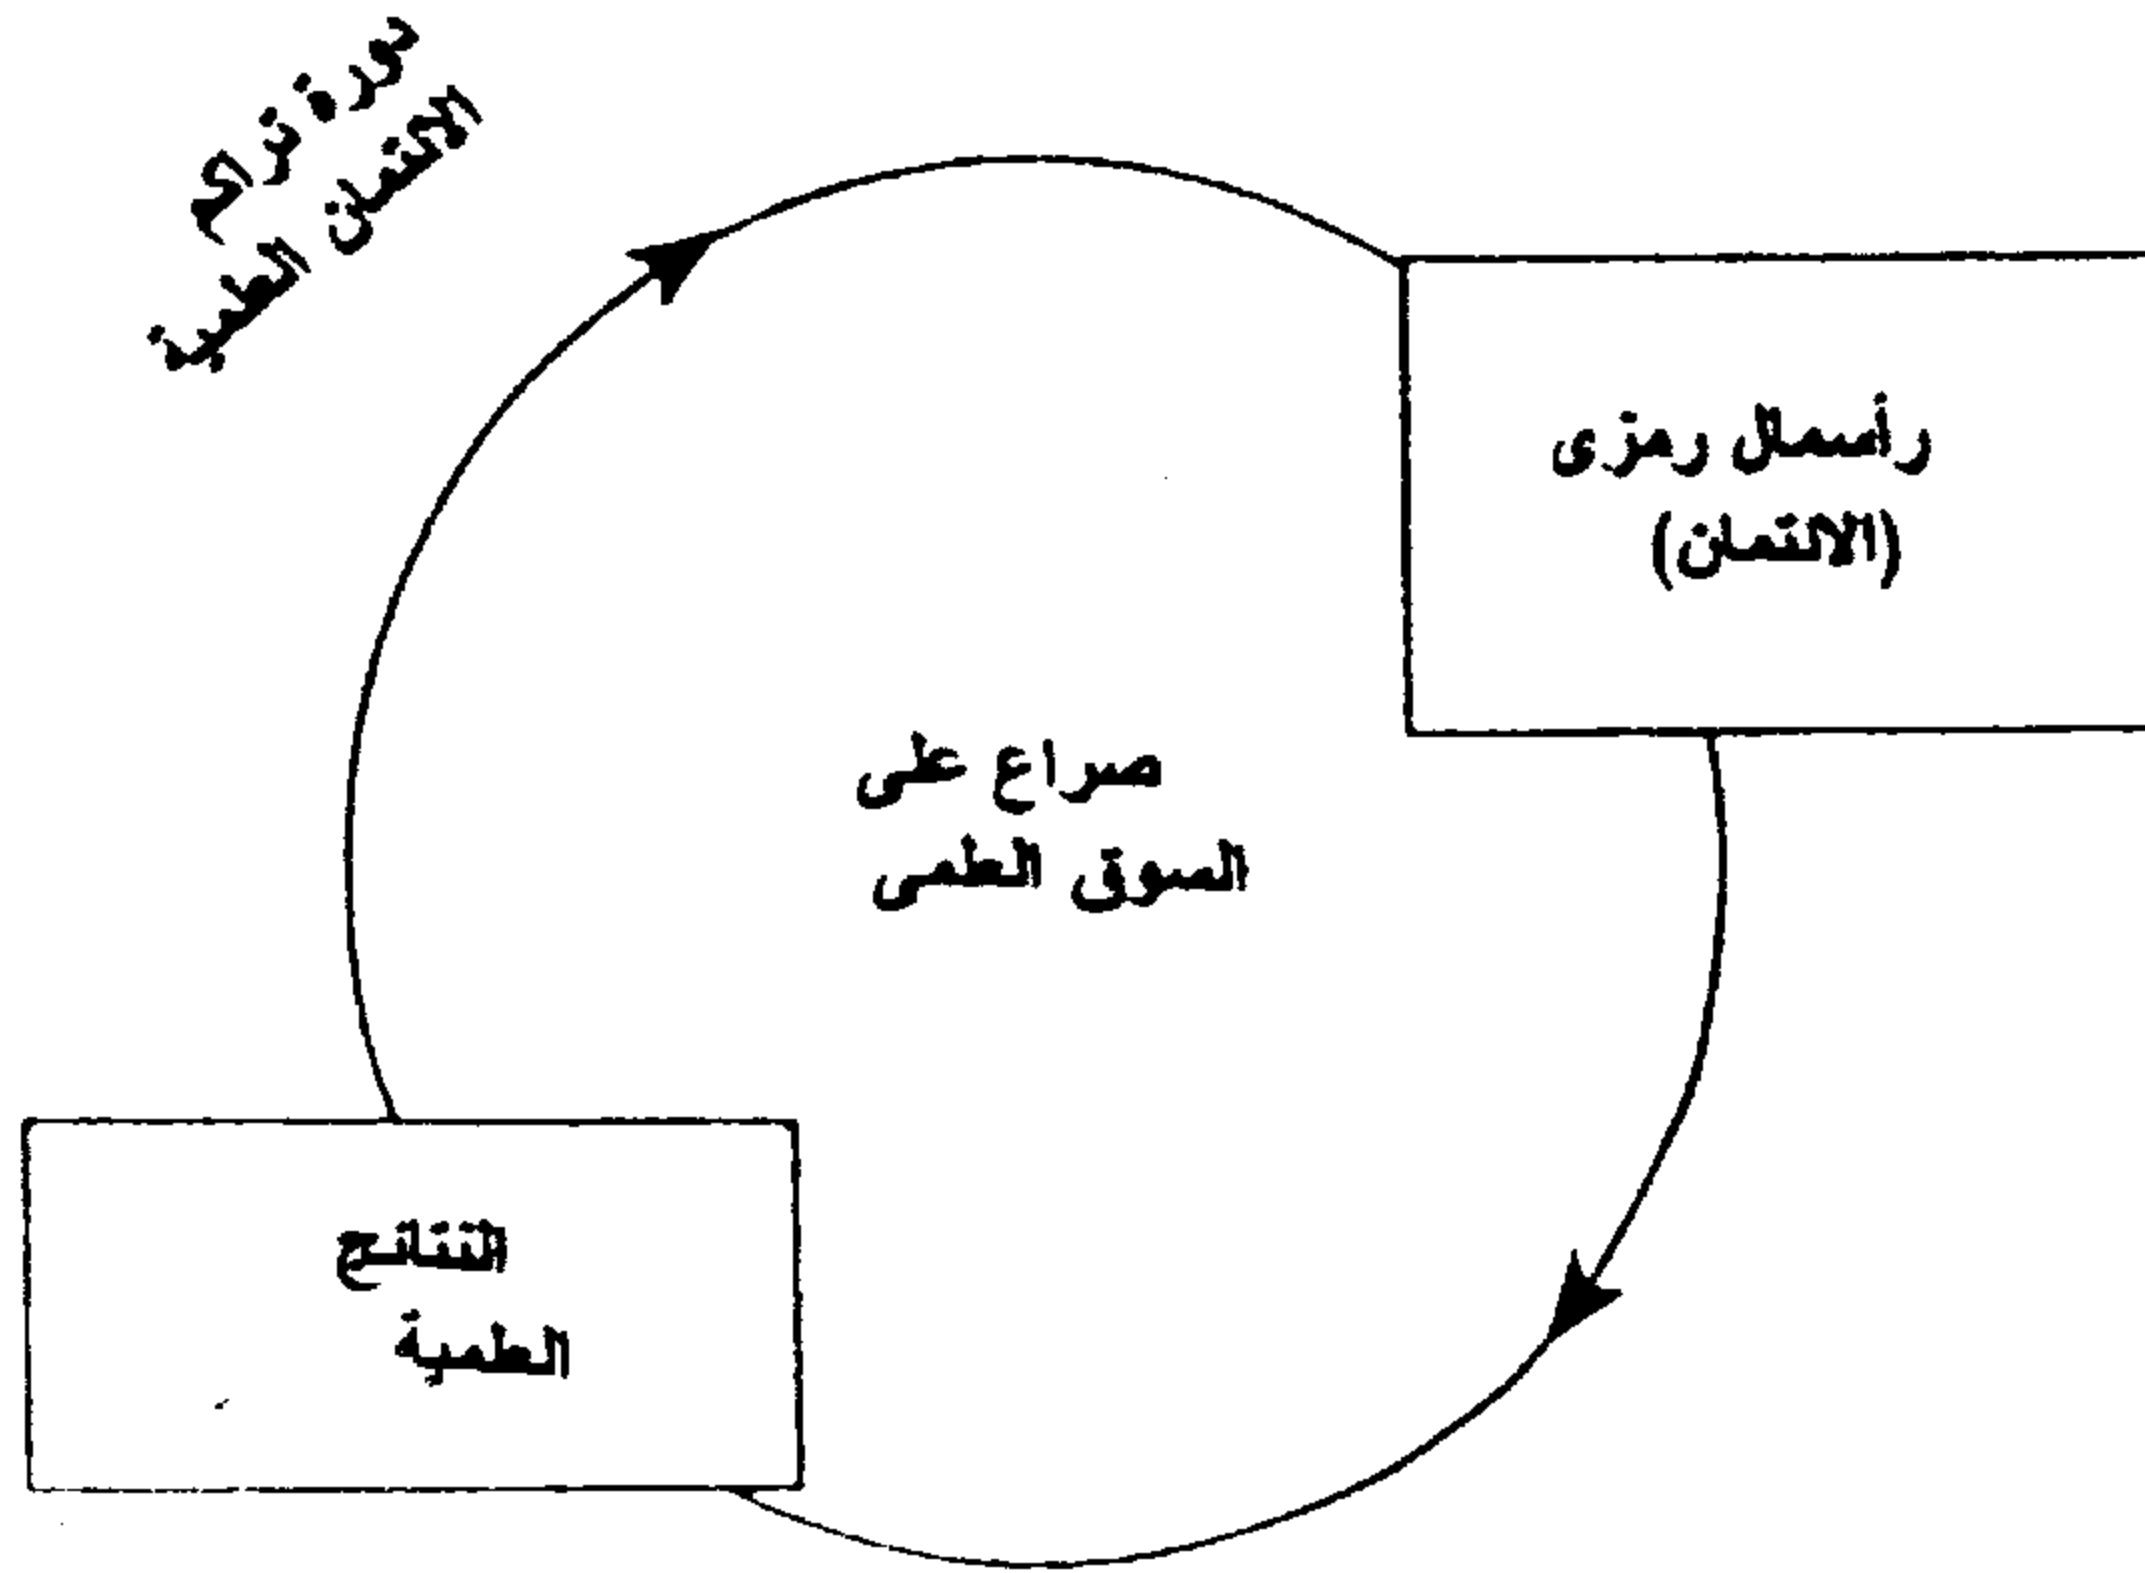 دورة تراكم
الائتمان العلمية
رأسمال رمزى
(الائتمان)
صراع على
السوق العلمى
النتائج
العلمية